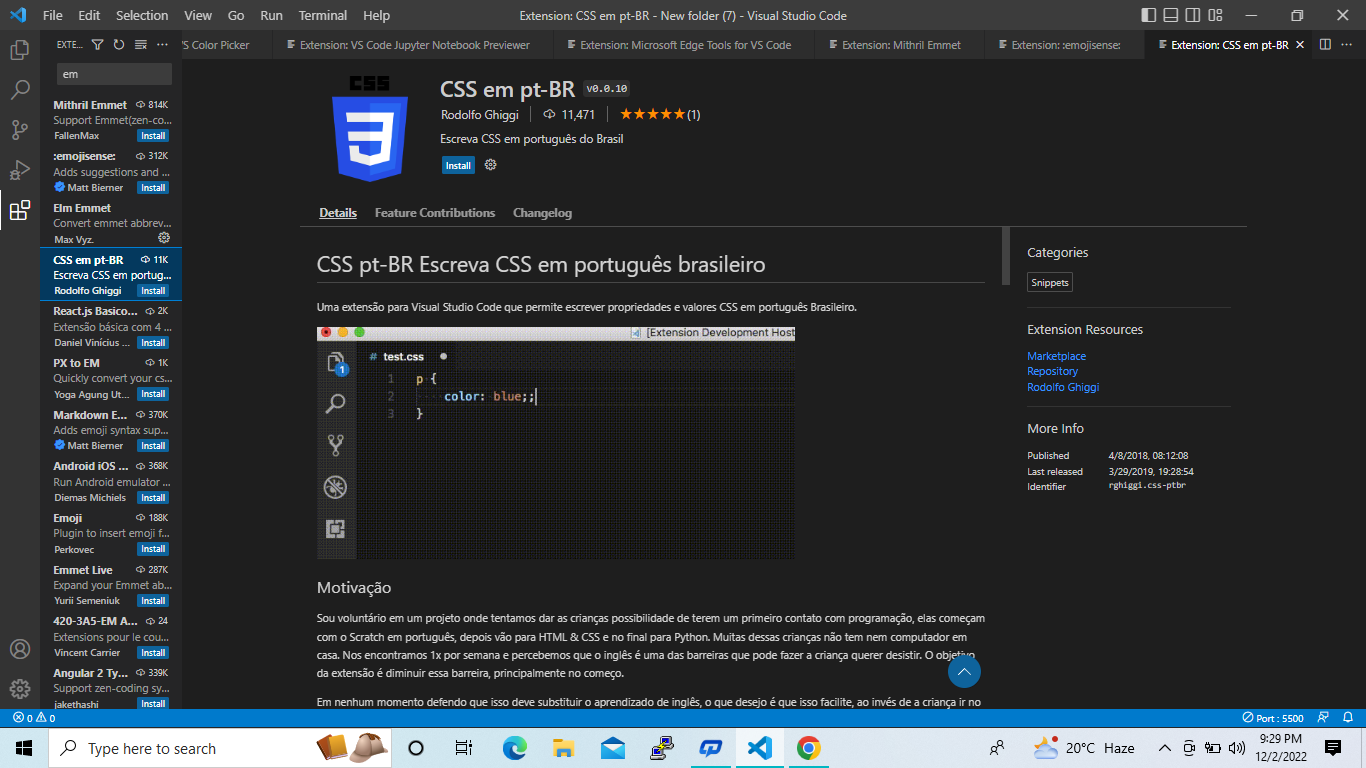 File Edit Selection View Go Run Terminal Help Extension: CSS em pt-BR - New folder (7) - Visual Studio Code
EXTE... VS Color Picker Extension: VS Code Jupyter Notebook Previewer Extension: Microsoft Edge Tools for VS Code Extension: Mithril Emmet Extension: :emojisense: Extension: CSS em pt-BR
em
Mithril Emmet 814K
Support Emmet(zen-co...
FallenMax Install
:emojisense: 312K
Adds suggestions and ...
Matt Bierner Install
Elm Emmet
Convert emmet abbrev...
Max Vyz.
CSS em pt-BR 11K
Escreva CSS em portug...
Rodolfo Ghiggi Install
React.js Basico... 2K
Extensão básica com 4 ...
Daniel Vinícius ... Install
PX to EM 1K
Quickly convert your cs...
Yoga Agung Ut... Install
Markdown E... 370K
Adds emoji syntax sup...
Matt Bierner Install
Android iOS ... 368K
Run Android emulator ...
Diemas Michiels Install
Emoji 188K
Plugin to insert emoji f...
Perkovec Install
Emmet Live 287K
Expand your Emmet ab...
Yurii Semeniuk Install
420-3A5-EM A... 24
Extensions pour le cou...
Vincent Carrier Install
Angular 2 Ty... 339K
Support zen-coding sy...
jakethashi Install
CSS
CSS em pt-BR v0.0.10
Rodolfo Ghiggi 11,471 (1)
Escreva CSS em português do Brasil
Install
Details Feature Contributions Changelog
CSS pt-BR Escreva CSS em português brasileiro
Uma extensão para Visual Studio Code que permite escrever propriedades e valores CSS em português Brasileiro.
[Extension Development Host
# test.css
1
1 p {
2 color: blue;;
3 }
Motivação
Sou voluntário em um projeto onde tentamos dar as crianças possibilidade de terem um primeiro contato com programação, elas começam
com o Scratch em português, depois vão para HTML & CSS e no final para Python. Muitas dessas crianças não tem nem computador em
casa. Nos encontramos 1x por semana e percebemos que o inglês é uma das barreiras que pode fazer a criança querer desistir. O objetivo
da extensão é diminuir essa barreira, principalmente no começo.
Em nenhum momento defendo que isso deve substituir o aprendizado de inglês, o que desejo é que isso facilite, ao invés de a criança ir no
Categories
Snippets
Extension Resources
Marketplace
Repository
Rodolfo Ghiggi
More Info
Published 4/8/2018, 08:12:08
Last released 3/29/2019, 19:28:54
Identifier rghiggi.css-ptbr
0 0 Port : 5500
Type here to search 20°C Haze 9:29 PM
12/2/2022